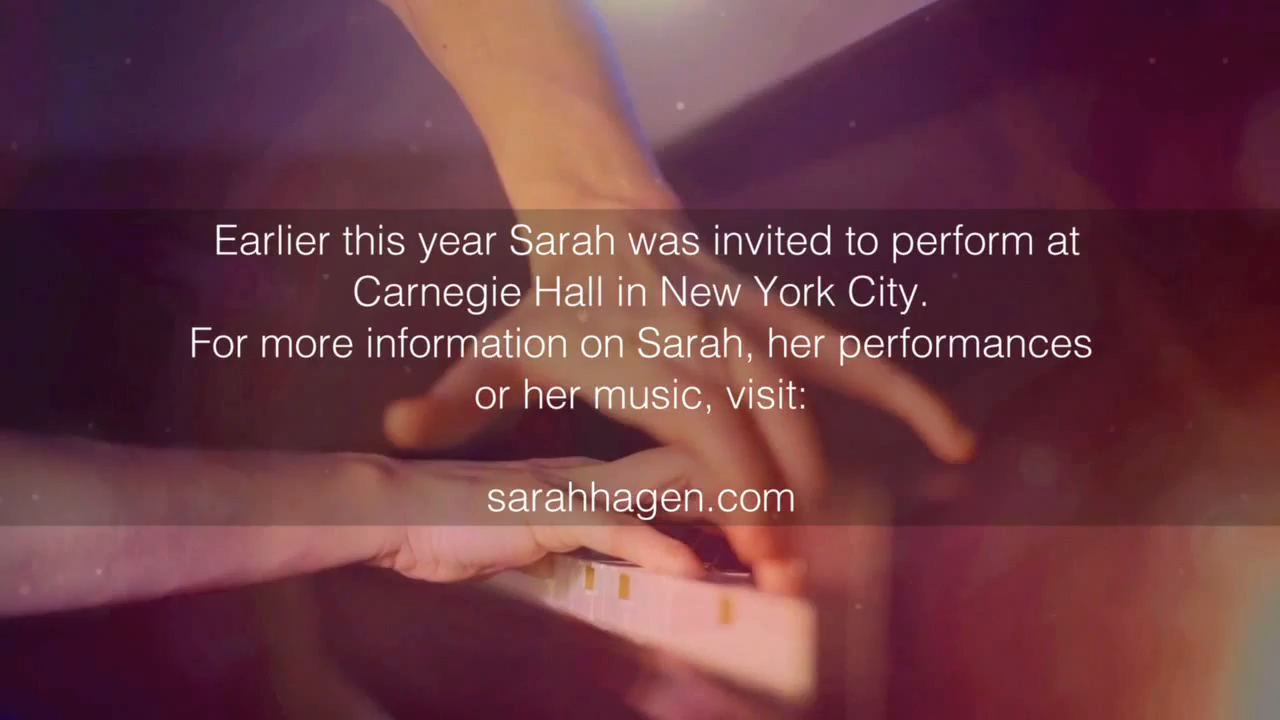 Earlier this year Sarah was invited to perform at
Carnegie Hall in New York City.
For more information on Sarah, her performances
or her music, visit:
sarahhagen.com